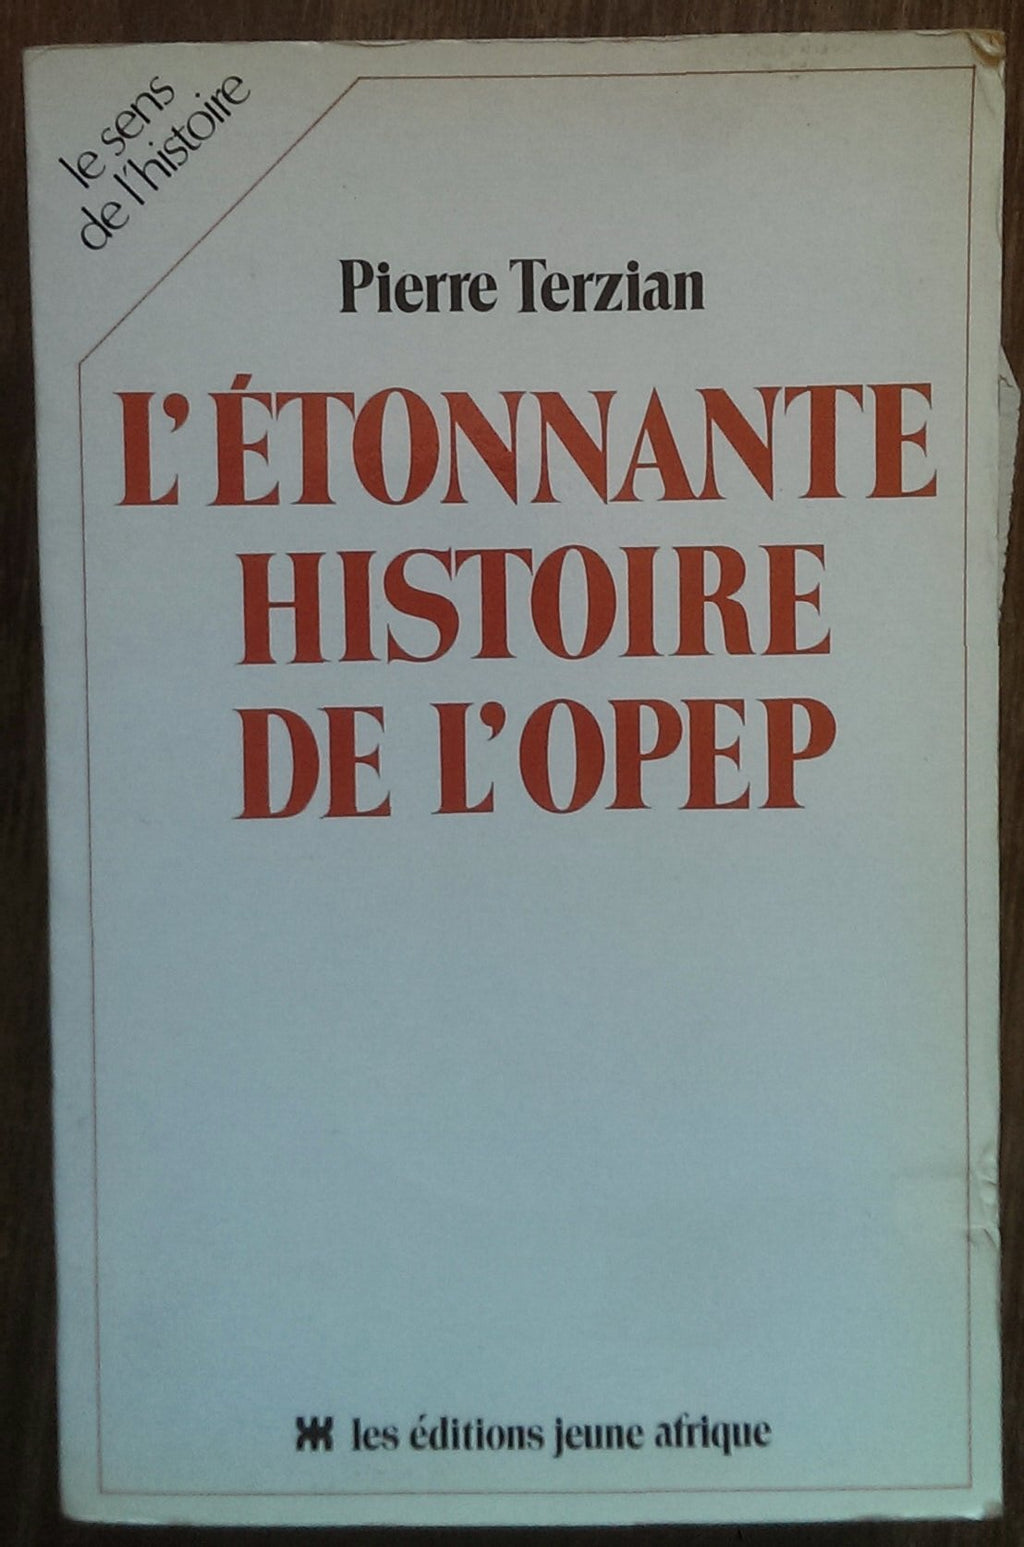 le sens
de l'histoire
Pierre Terzian
L'ÉTONNANTE
HISTOIRE
DE L'OPEP
les éditions jeune afrique